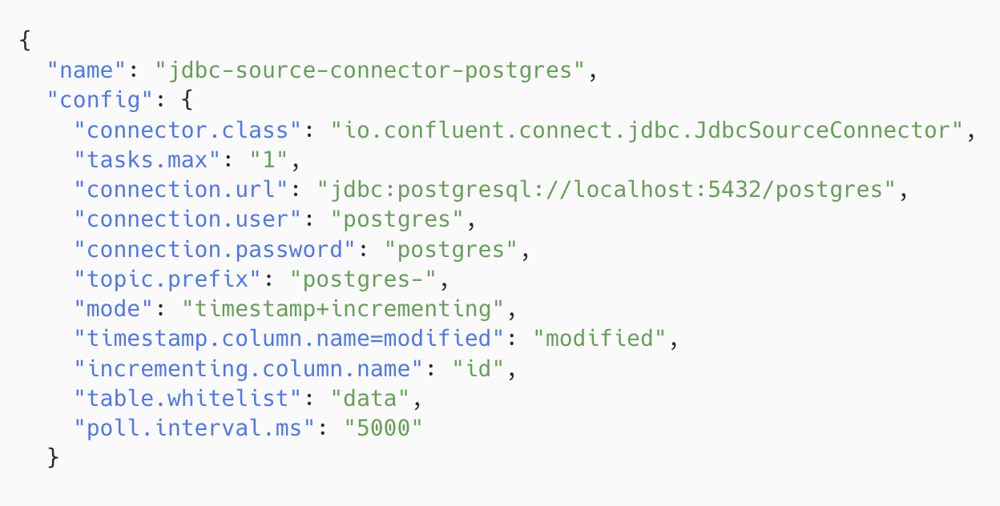 {
  "name": "jdbc-source-connector-postgres",
  "config": {
    "connector.class": "io.confluent.connect.jdbc.JdbcSourceConnector",
    "tasks.max": "1",
    "connection.url": "jdbc:postgresql://localhost:5432/postgres",
    "connection.user": "postgres",
    "connection.password": "postgres",
    "topic.prefix": "postgres-",
    "mode": "timestamp+incrementing",
    "timestamp.column.name=modified": "modified",
    "incrementing.column.name": "id",
    "table.whitelist": "data",
    "poll.interval.ms": "5000"
  }